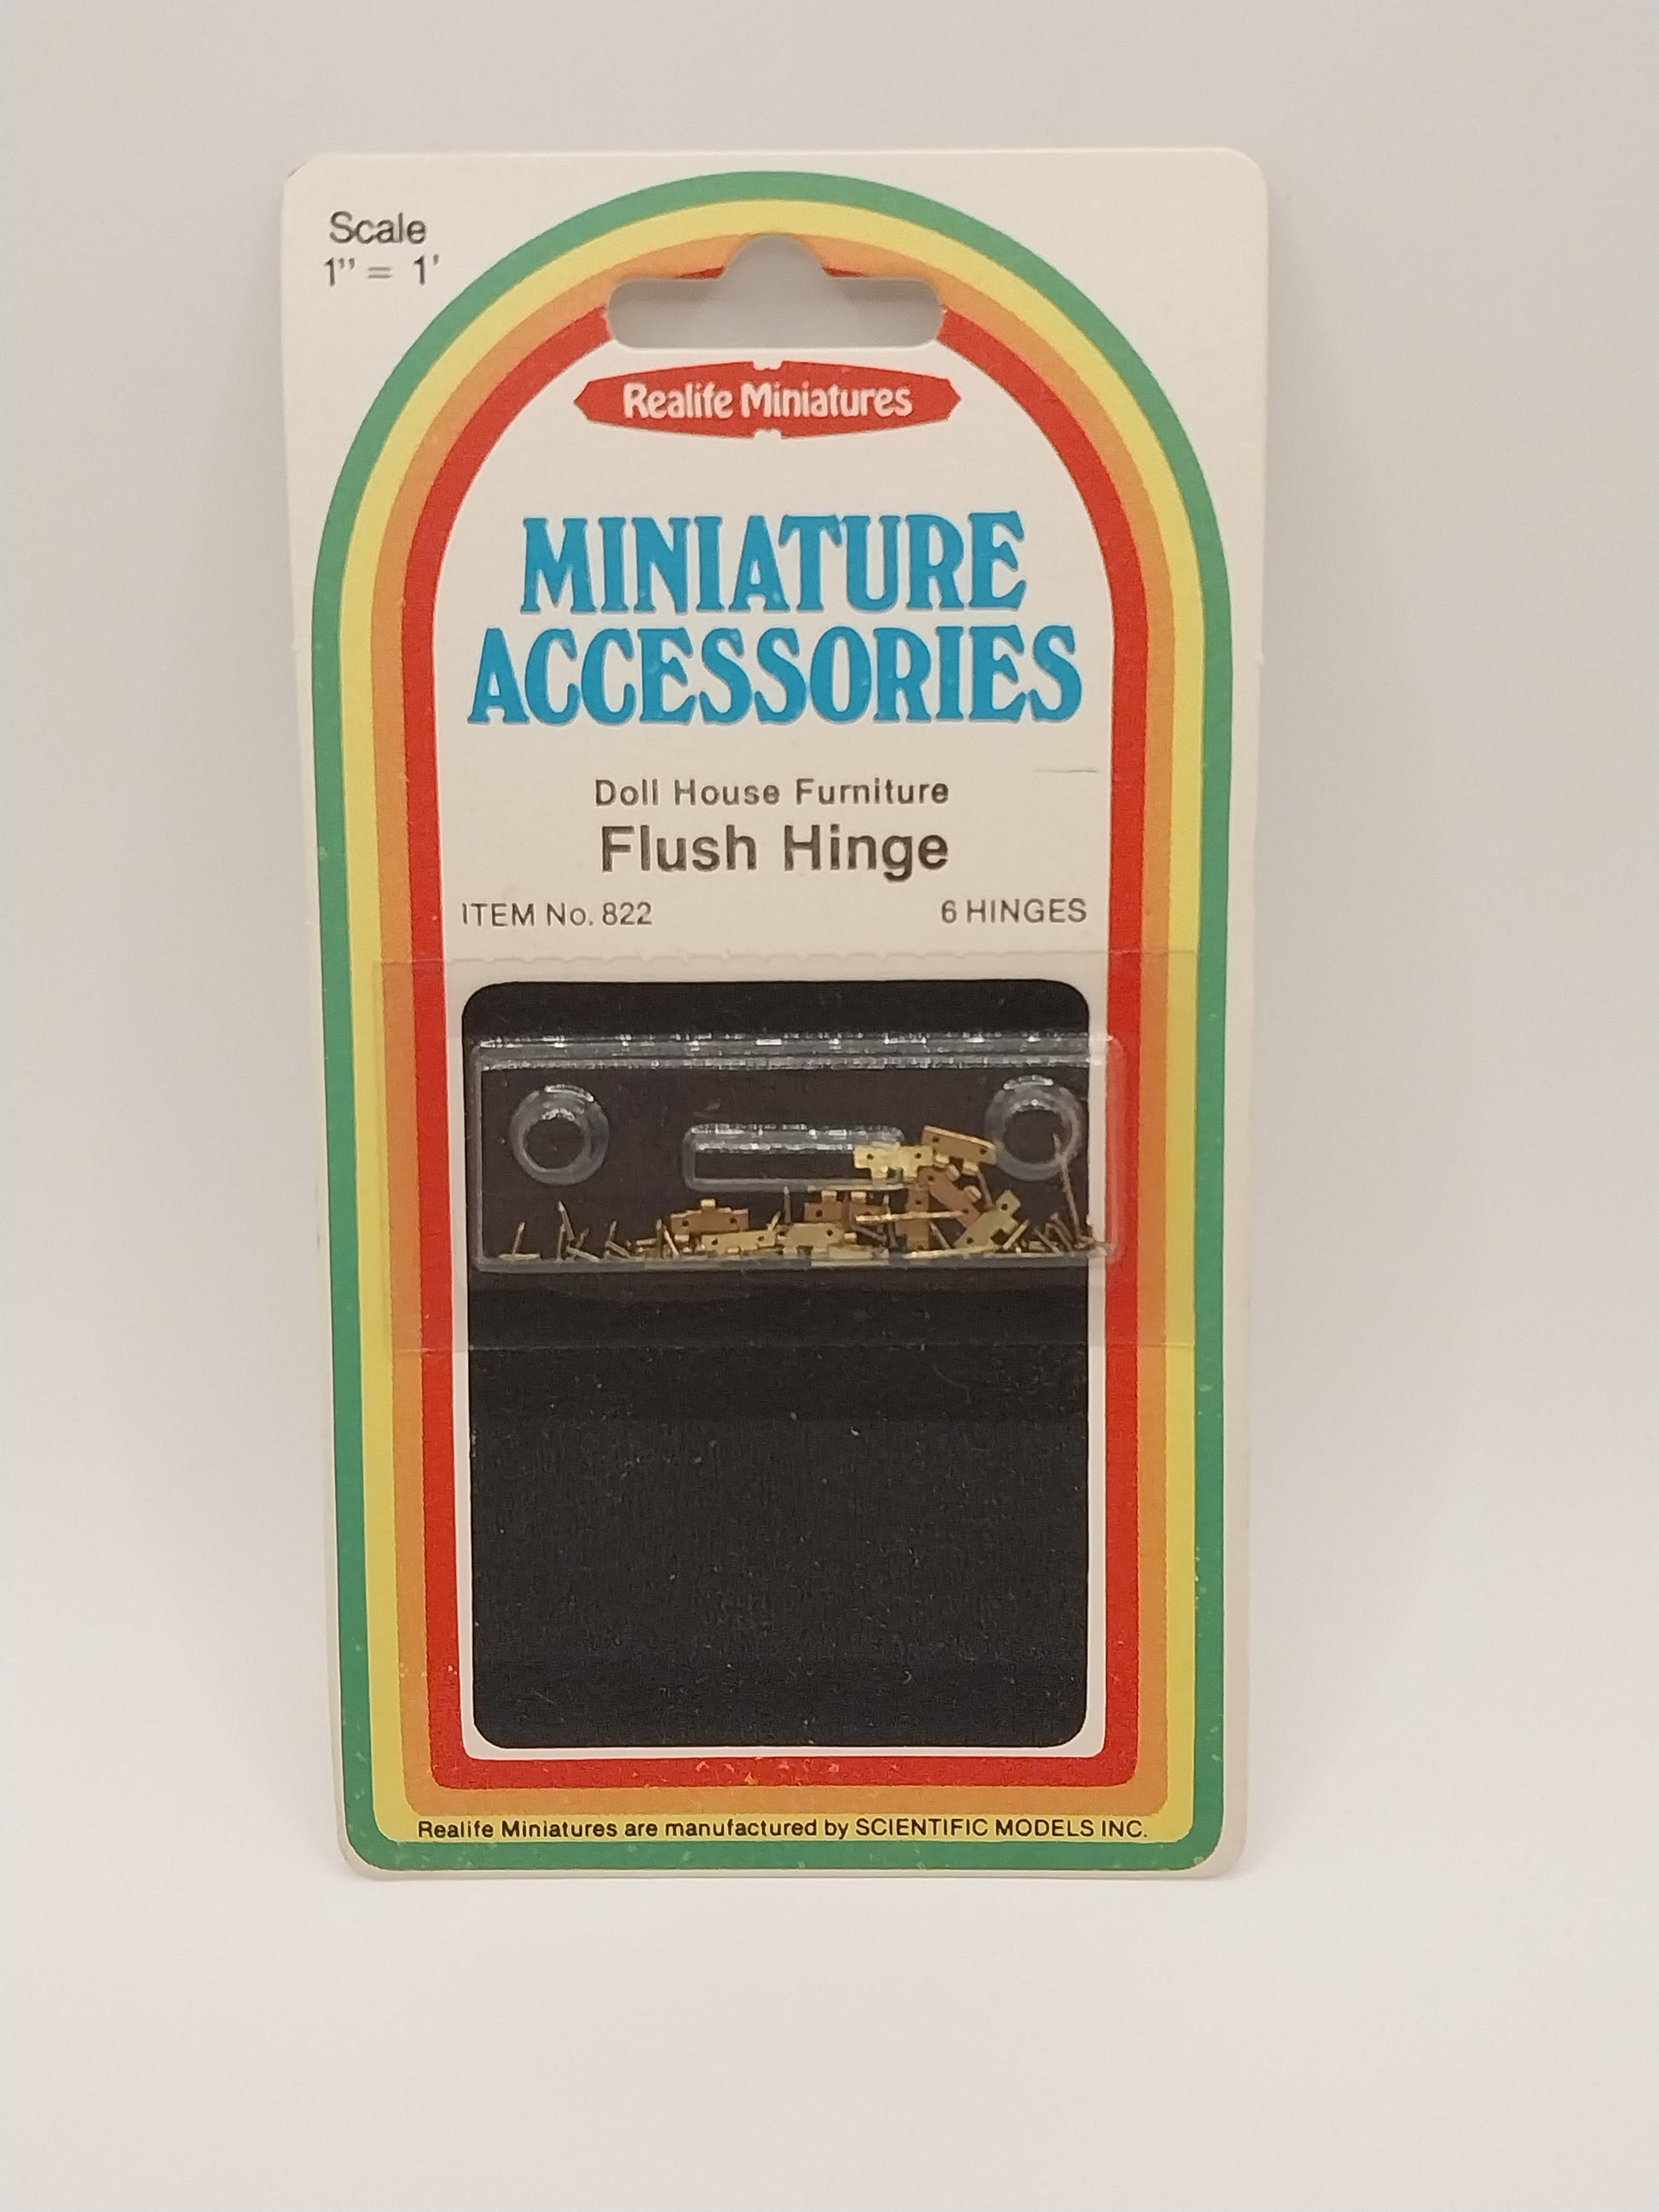 Scale
1" = 1'
Realife Miniatures
MINIATURE
ACCESSORIES
Doll House Furniture
Flush Hinge
ITEM No. 822 6 HINGES
Realife Miniatures are manufactured by SCIENTIFIC MODELS INC.